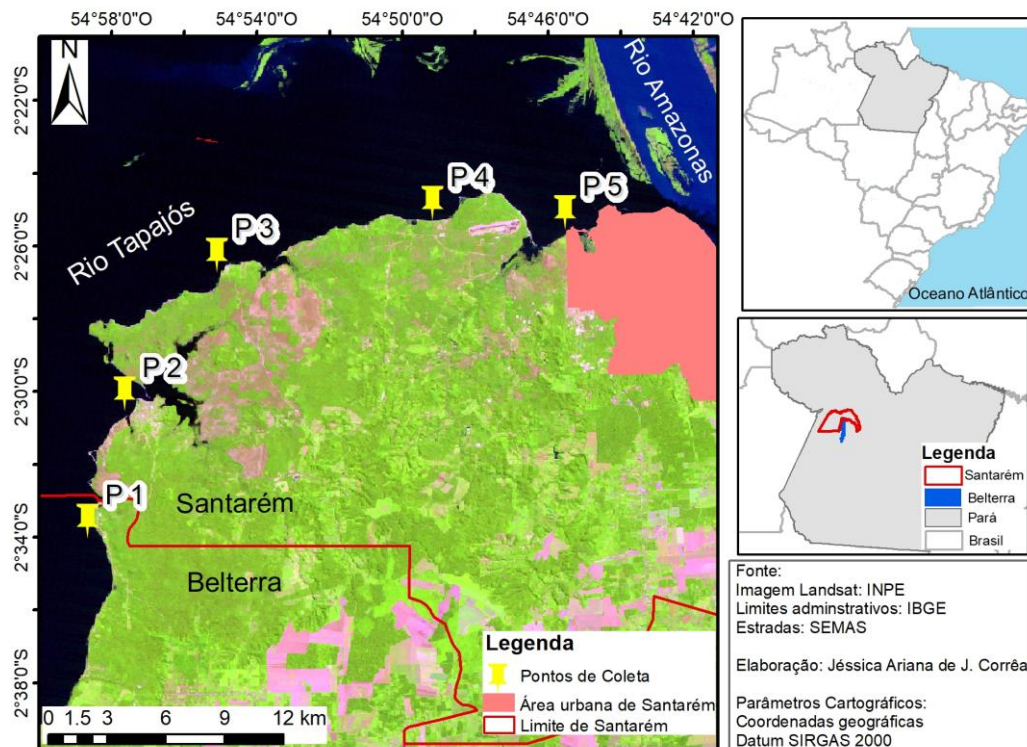 54°58'0"O 54°54'0"O 54°50'0"O 54°46'0"O 54°42'0"O
N
2°22'0"S
2°26'0"S
2°30'0"S
2°34'0"S
2°38'0"S
Rio Amazonas
Rio Tapajós
P4
P5
P3
P2
P1
Santarém
Belterra
Legenda
Pontos de Coleta
Área urbana de Santarém
Limite de Santarém
0 1.5 3 6 9 12 km
Oceano Atlântico
Legenda
Santarém
Belterra
Pará
Brasil
Fonte:
Imagem Landsat: INPE
Limites adminstrativos: IBGE
Estradas: SEMAS
Elaboração: Jéssica Ariana de J. Corrêa
Parâmetros Cartográficos:
Coordenadas geográficas
Datum SIRGAS 2000